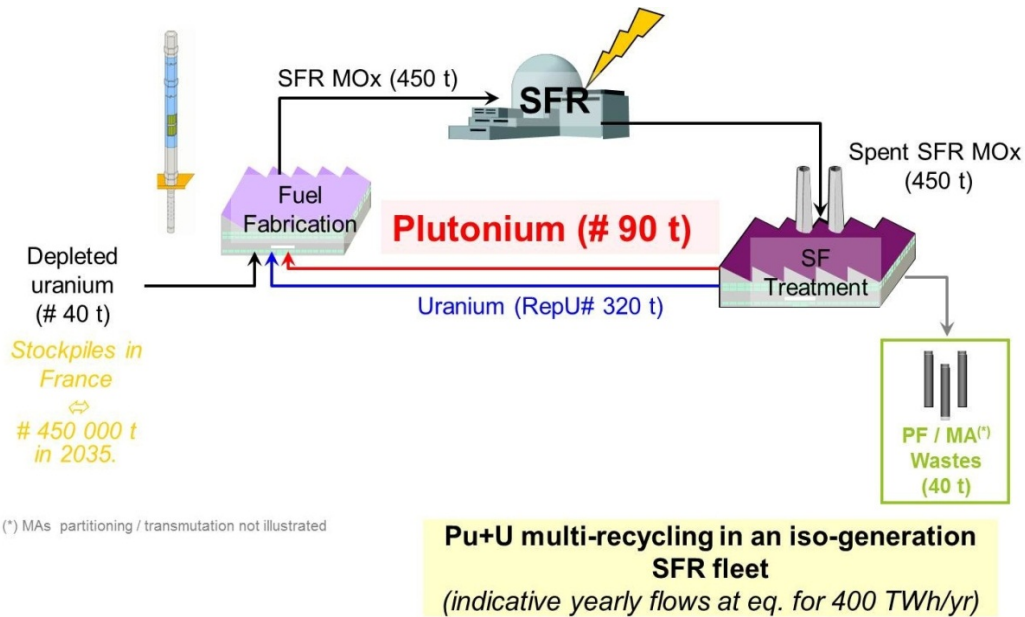 SFR MOx (450 t)
SFR
Spent SFR MOx
(450 t)
Fuel
Fabrication
Plutonium (# 90 t)
SF
Treatment
Depleted
uranium
(# 40 t)
Uranium (RepU# 320 t)
Stockpiles in
France
⇔
# 450 000 t
in 2035.
PF / MA(*)
Wastes
(40 t)
(*) MAs partitioning / transmutation not illustrated
Pu+U multi-recycling in an iso-generation
SFR fleet
(indicative yearly flows at eq. for 400 TWh/yr)